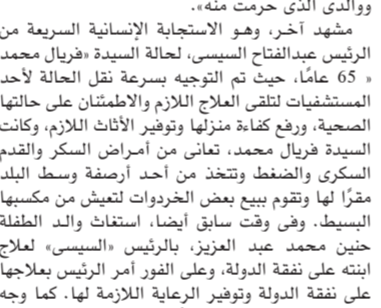 ووالدى الذى حرمت منه».
مشهد آخر، وهو الاستجابة الإنسانية السريعة من
الرئيس عبدالفتاح السيسى، لحالة السيدة «فريال محمد
» 65 عامًا، حيث تم التوجيه بسرعة نقل الحالة لأحد
المستشفيات لتلقى العلاج اللازم والاطمئنان على حالتها
الصحية، ورفع كفاءة منزلها وتوفير الأثاث اللازم، وكانت
السيدة فريال محمد، تعانى من أمراض السكر والقدم
السكرى والضغط وتتخذ من أحد أرصفة وسط البلد
مقرًا لها وتقوم ببيع بعض الخردوات لتعيش من مكسبها
البسيط. وفى وقت سابق أيضا، استغاث والد الطفلة
حنين محمد عبد العزيز، بالرئيس «السيسى» لعلاج
ابنته على نفقة الدولة، وعلى الفور أمر الرئيس بعلاجها
على نفقة الدولة وتوفير الرعاية اللازمة لها. كما وجه